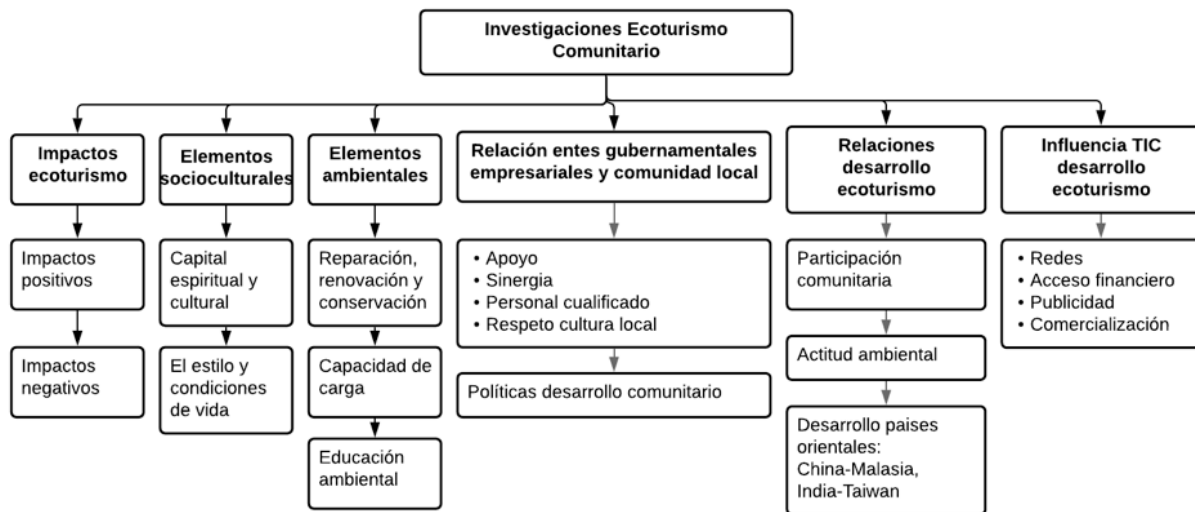 Investigaciones Ecoturismo
Comunitario
Impactos
ecoturismo
Elementos
socioculturales
Elementos
ambientales
Relación entes gubernamentales
empresariales y comunidad local
Relaciones
desarrollo
ecoturismo
Influencia TIC
desarrollo
ecoturismo
Impactos
positivos
Capital
espiritual y
cultural
Reparación,
renovación y
conservación
• Apoyo
• Sinergia
• Personal cualificado
• Respeto cultura local
Participación
comunitaria
• Redes
• Acceso financiero
• Publicidad
• Comercialización
Impactos
negativos
El estilo y
condiciones
de vida
Capacidad de
carga
Políticas desarrollo comunitario
Actitud ambiental
Educación
ambiental
Desarrollo paises
orientales:
China-Malasia,
India-Taiwan